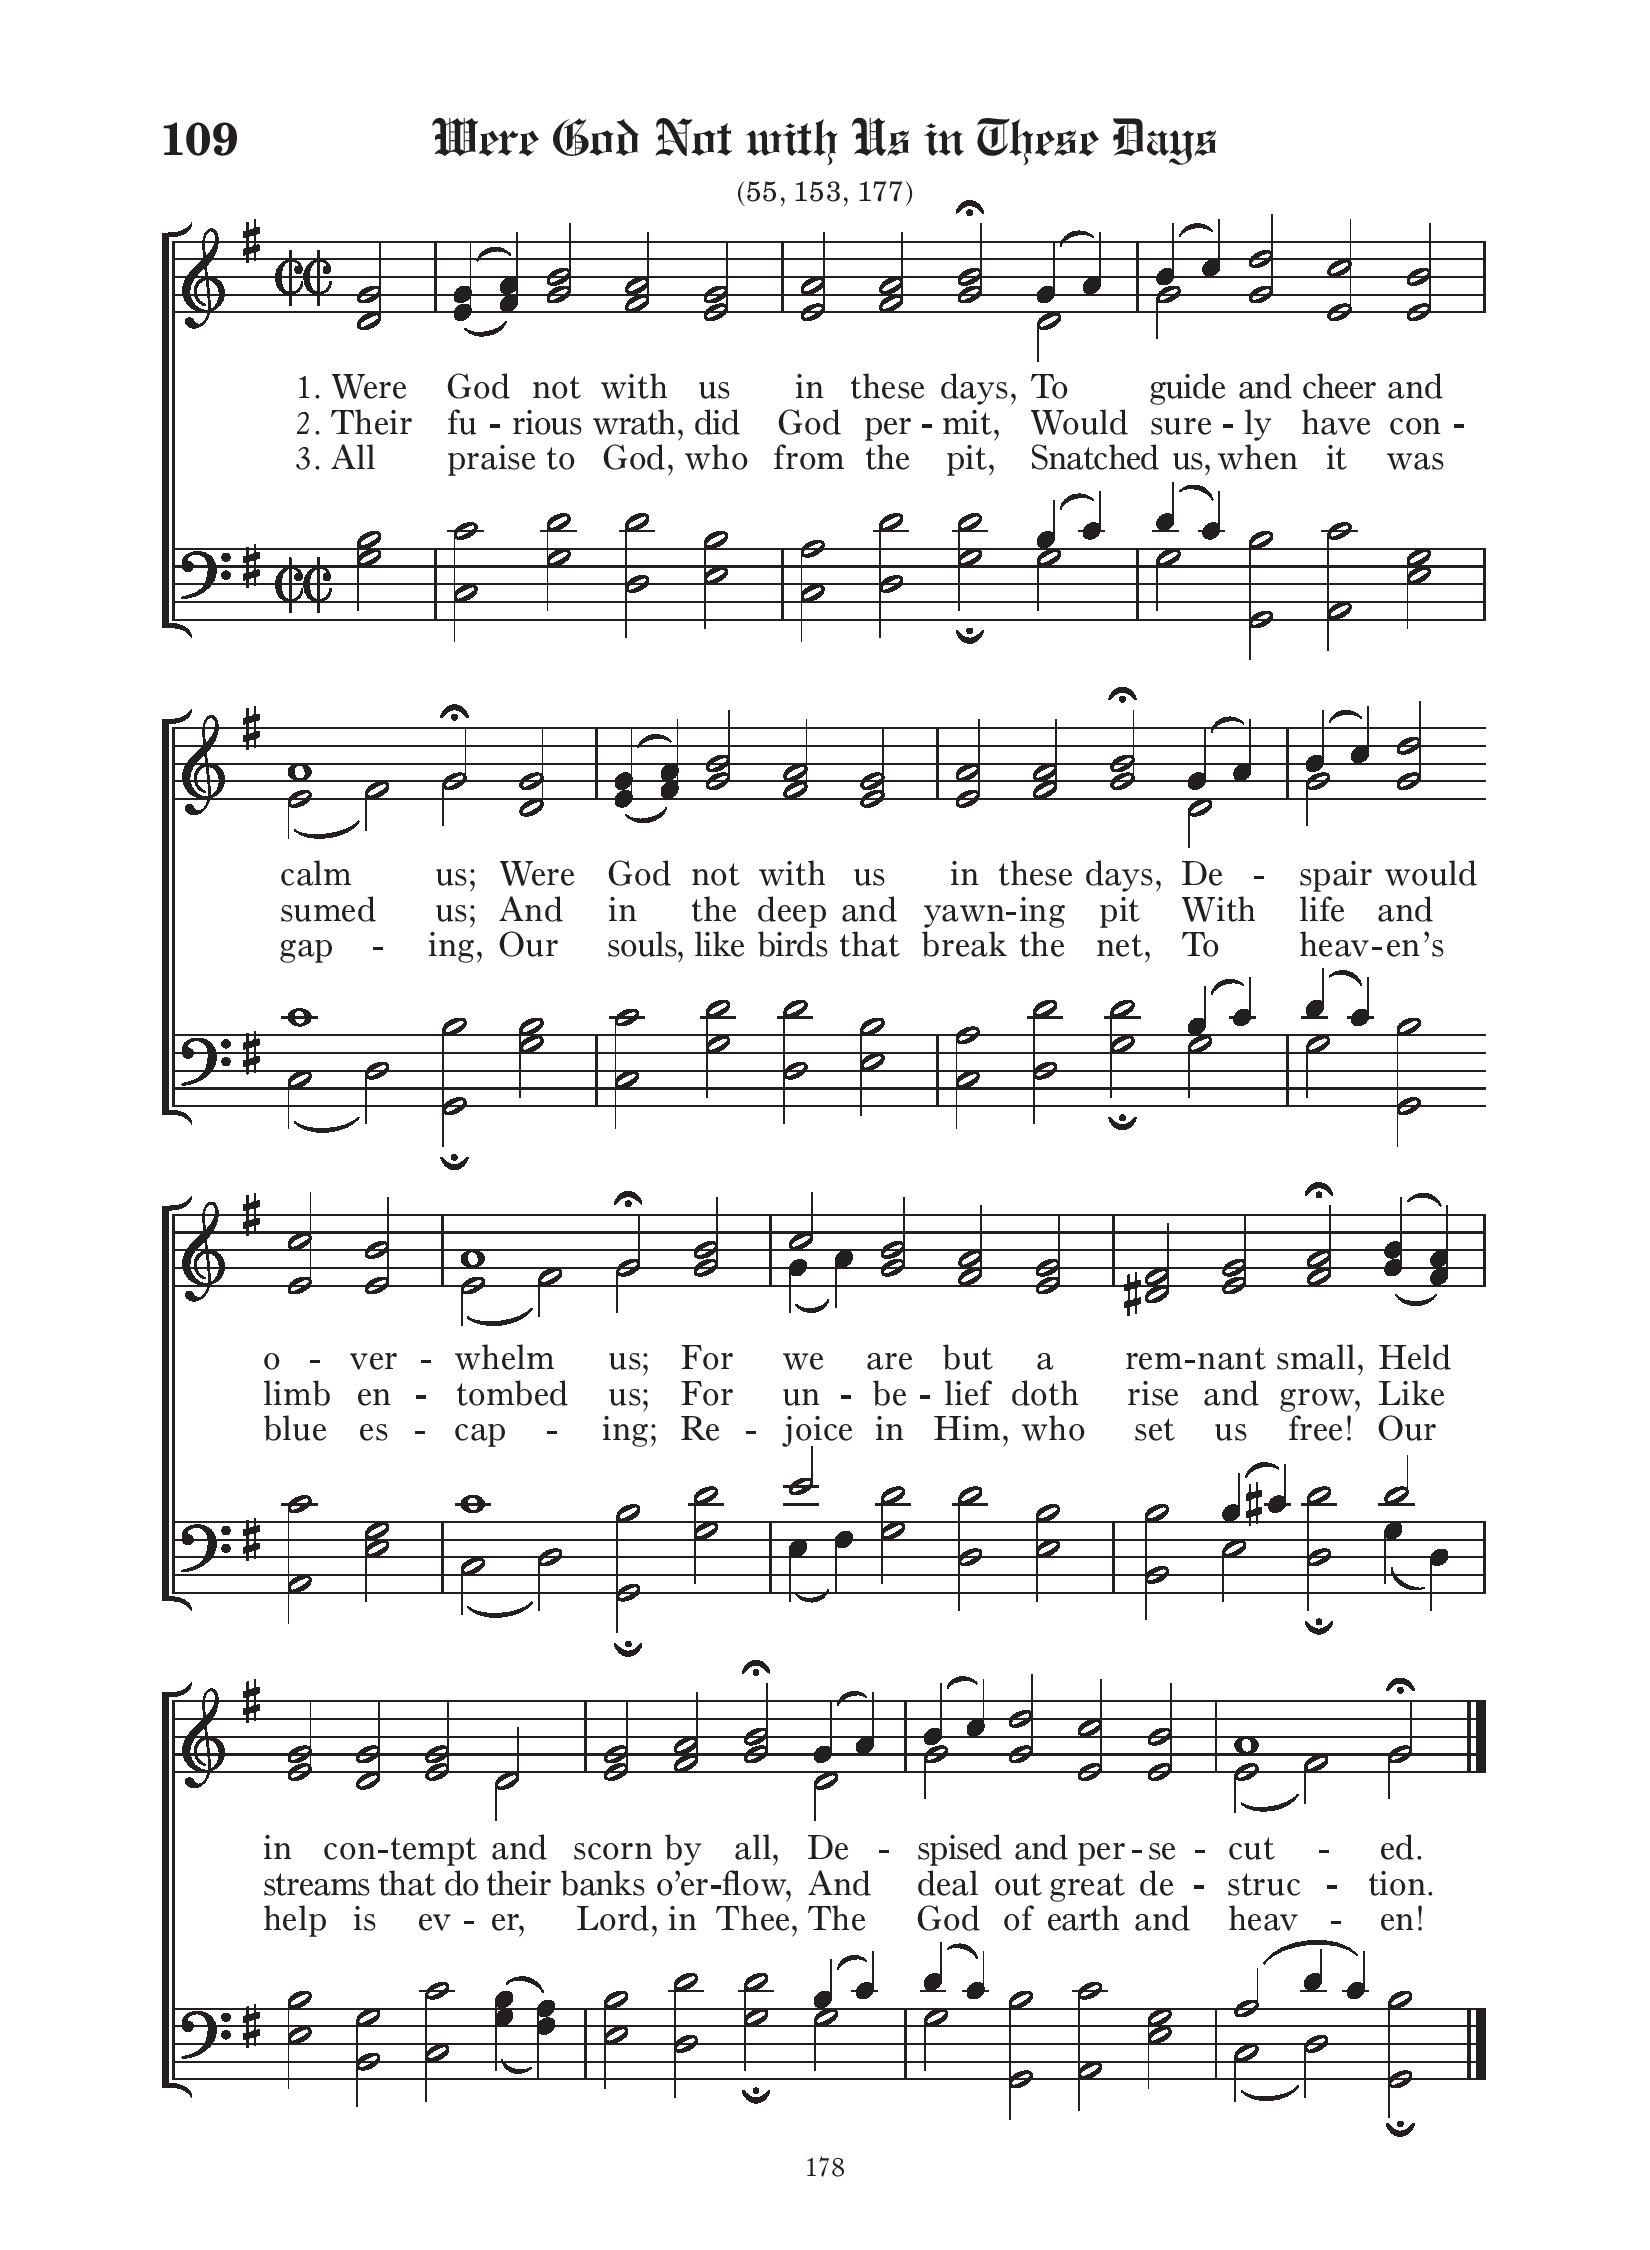 109 Were God Not with Us in These Days
(55, 153, 177)
1. Were God not with us in these days, To guide and cheer and
2. Their fu - rious wrath, did God per - mit, Would sure - ly have con -
3. All praise to God, who from the pit, Snatched us, when it was
calm us; Were God not with us in these days, De - spair would
sumed us; And in the deep and yawn-ing pit With life and
gap - ing, Our souls, like birds that break the net, To heav-en's
o - ver - whelm us; For we are but a rem-nant small, Held
limb en - tombed us; For un - be - lief doth rise and grow, Like
blue es - cap - ing; Re - joice in Him, who set us free! Our
in con-tempt and scorn by all, De - spised and per - se - cut - ed.
streams that do their banks o'er-flow, And deal out great de - struc - tion.
help is ev - er, Lord, in Thee, The God of earth and heav - en!
178